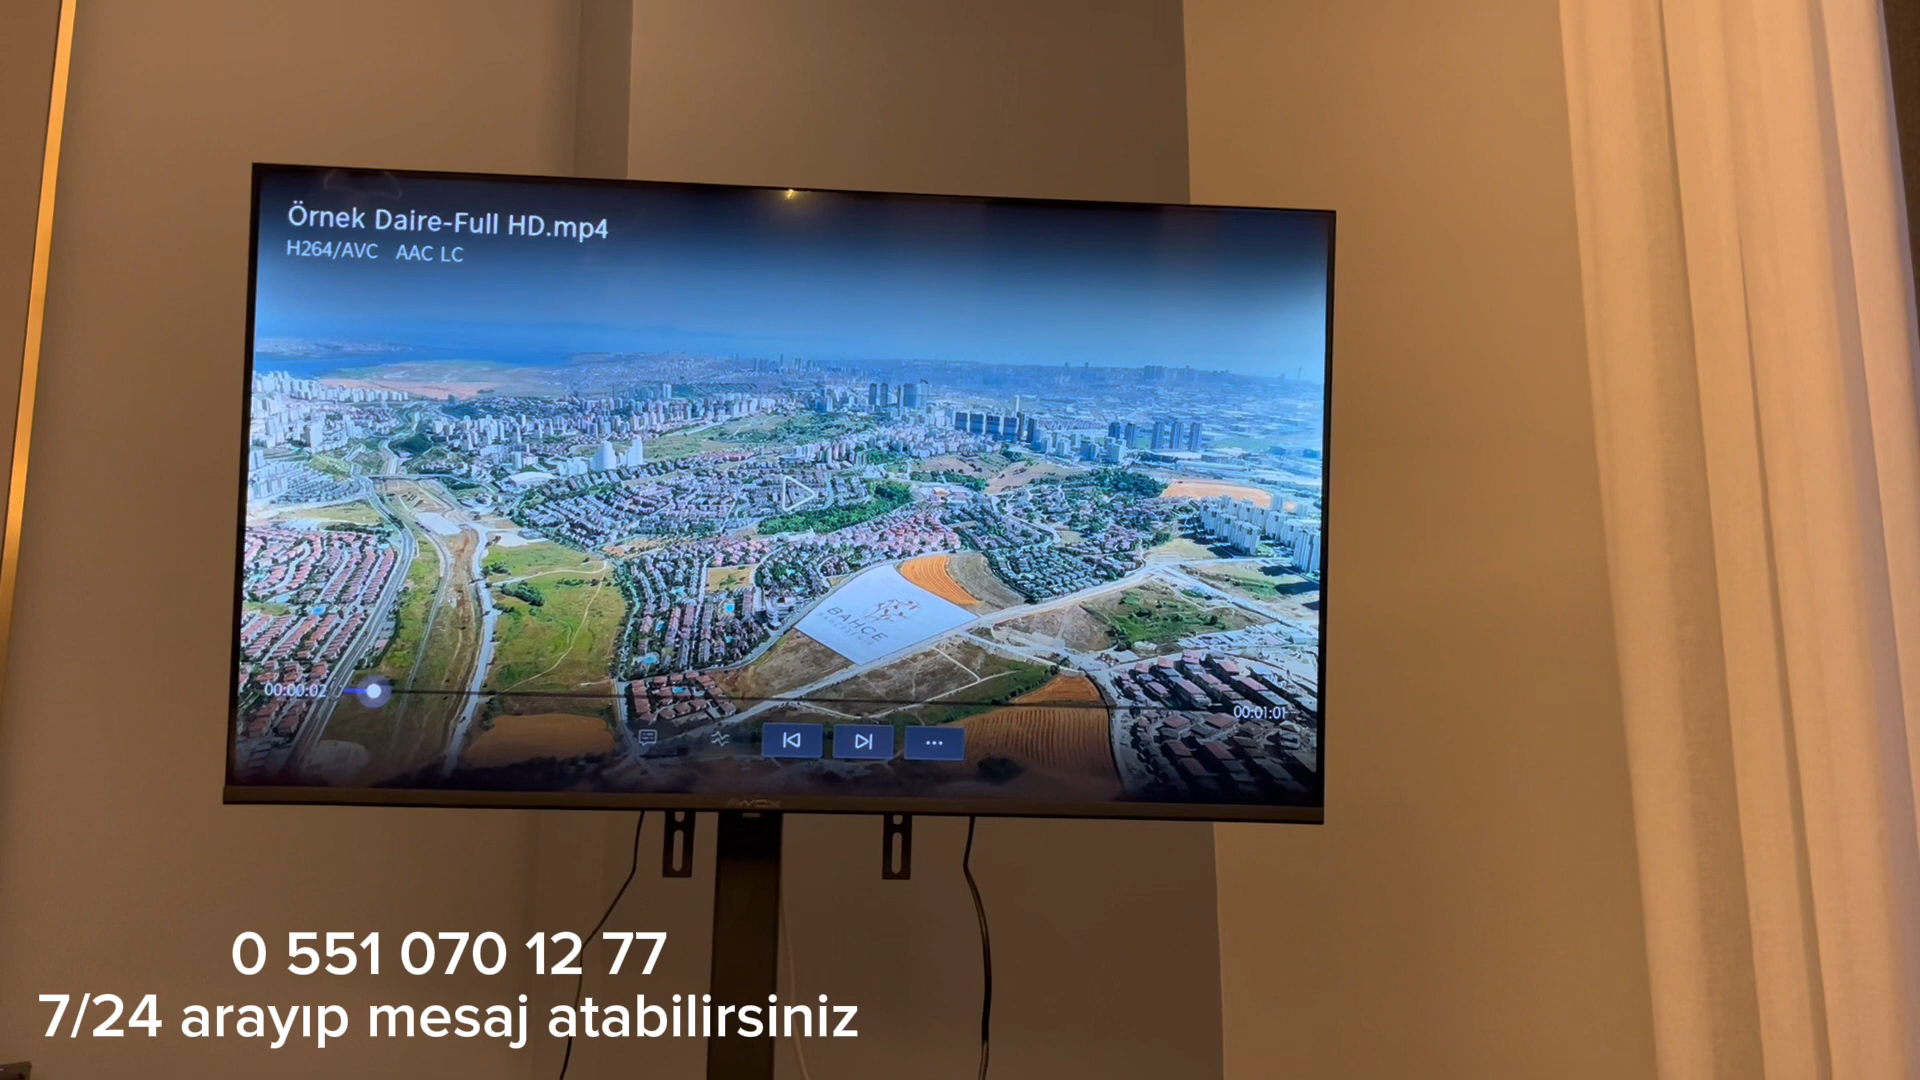 Örnek Daire-Full HD.mp4
H264/AVC AAC LC
BAHÇE
00:00:02
00:01:01
0 551 070 12 77
7/24 arayıp mesaj atabilirsiniz